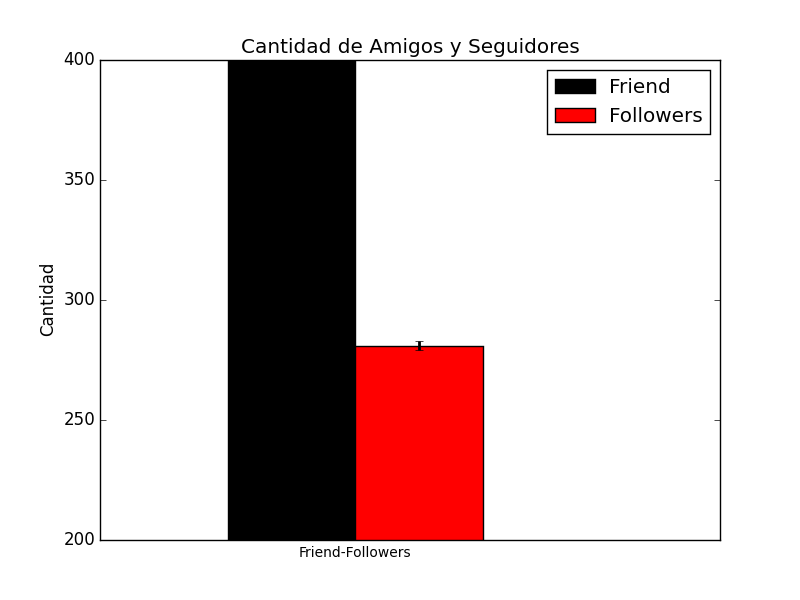 Cantidad de Amigos y Seguidores
400
350
300
250
200
Cantidad
Friend
Followers
Friend-Followers